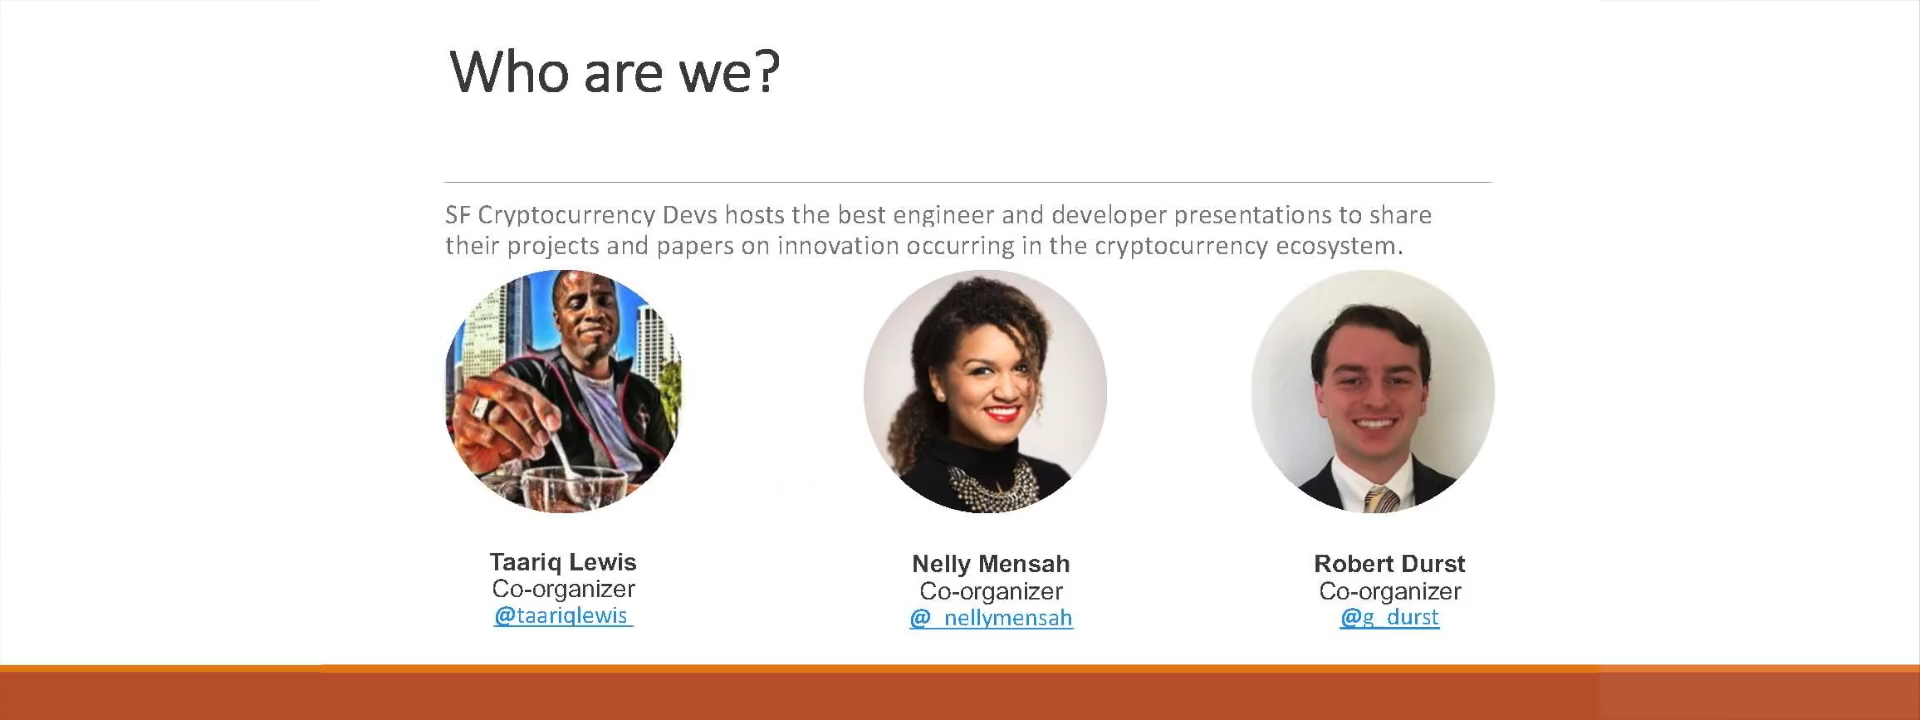 Who are we?
SF Cryptocurrency Devs hosts the best engineer and developer presentations to share
their projects and papers on innovation occurring in the cryptocurrency ecosystem.
Taariq Lewis
Co-organizer
@taariqlewis
Nelly Mensah
Co-organizer
@_nellymensah
Robert Durst
Co-organizer
@g_durst